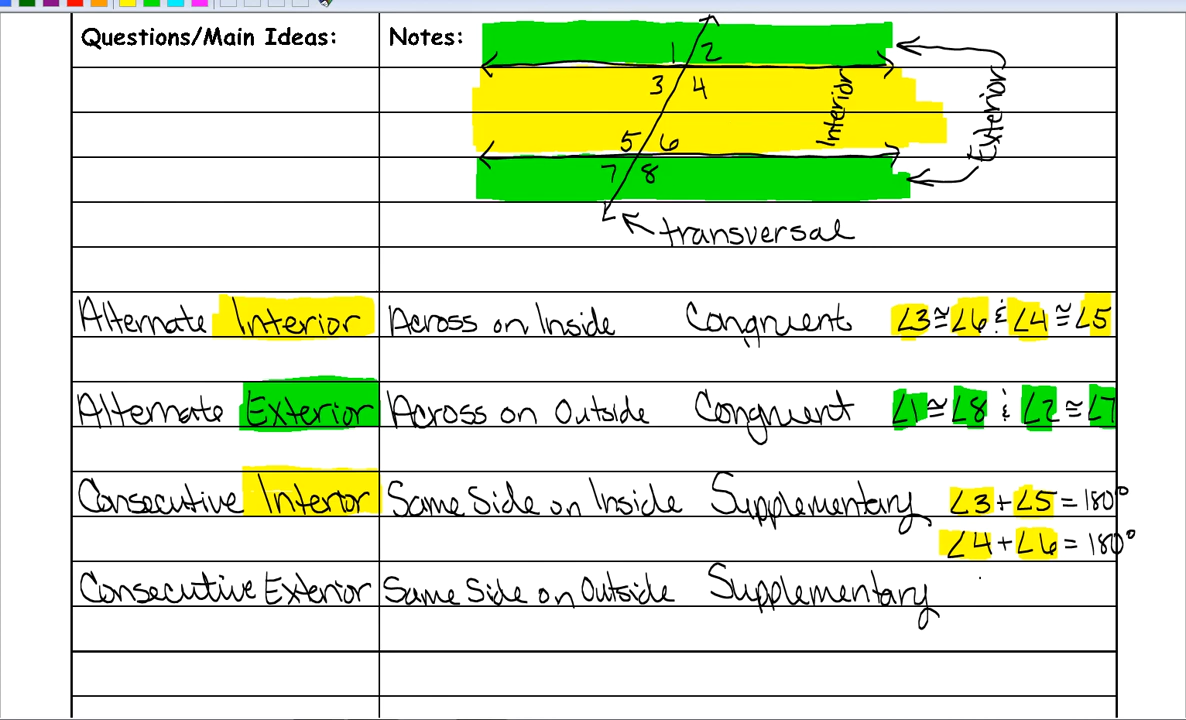 Questions/Main Ideas:
Notes:
1 2
3 4
Interior
Exterior
5 6
7 8
transversal
Alternate Interior Across on Inside Congruent ∠3≅∠6 & ∠4≅∠5
Alternate Exterior Across on Outside Congruent ∠1≅∠8 & ∠2≅∠7
Consecutive Interior Same Side on Inside Supplementary ∠3+∠5=180°
∠4+∠6=180°
Consecutive Exterior Same Side on Outside Supplementary